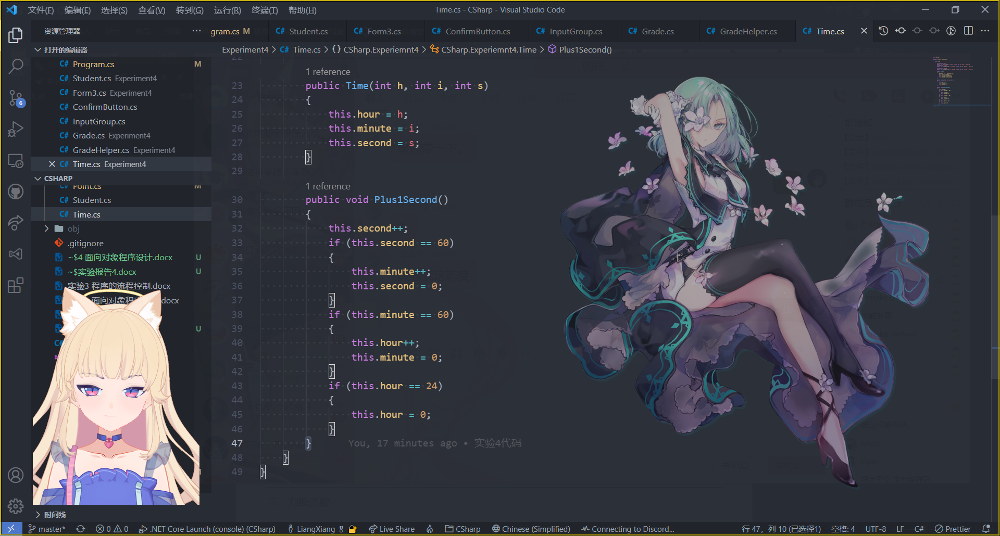 文件(F) 编辑(E) 选择(S) 查看(V) 转到(G) 运行(R) 终端(T) 帮助(H)
Time.cs - CSharp - Visual Studio Code
资源管理器
gram.cs M
C# Student.cs
C# Form3.cs
C# ConfirmButton.cs
C# InputGroup.cs
C# Grade.cs
C# GradeHelper.cs
C# Time.cs
打开的编辑器
C# Program.cs M
C# Student.cs Experiment4
C# Form3.cs Experiment4
C# ConfirmButton.cs
C# InputGroup.cs
C# Grade.cs Experiment4
C# GradeHelper.cs Experiment4
C# Time.cs Experiment4
6
CSHARP
C# Point.cs M
C# Student.cs
C# Time.cs
obj
.gitignore
~$4 面向对象程序设计.docx U
~$实验报告4.docx U
实验3 程序的流程控制.docx
面向对象程 .docx
U
C#
时间线
Experiment4 > C# Time.cs > {} CSharp.Experiemnt4 > CSharp.Experiemnt4.Time > Plus1Second()
22
1 reference
23 public Time(int h, int i, int s)
24 {
25 this.hour = h;
26 this.minute = i;
27 this.second = s;
28 }
29
1 reference
30 public void Plus1Second()
31 {
32 this.second++;
33 if (this.second == 60)
34 {
35 this.minute++;
36 this.second = 0;
37 }
38 if (this.minute == 60)
39 {
40 this.hour++;
41 this.minute = 0;
42 }
43 if (this.hour == 24)
44 {
45 this.hour = 0;
46 }
47 } You, 17 minutes ago • 实验4代码
48 }
49 }
master* 0 0 .NET Core Launch (console) (CSharp) LiangXiang Live Share CSharp Chinese (Simplified) Connecting to Discord... 行 47，列 10 (已选择1) 空格: 4 UTF-8 LF C# Prettier